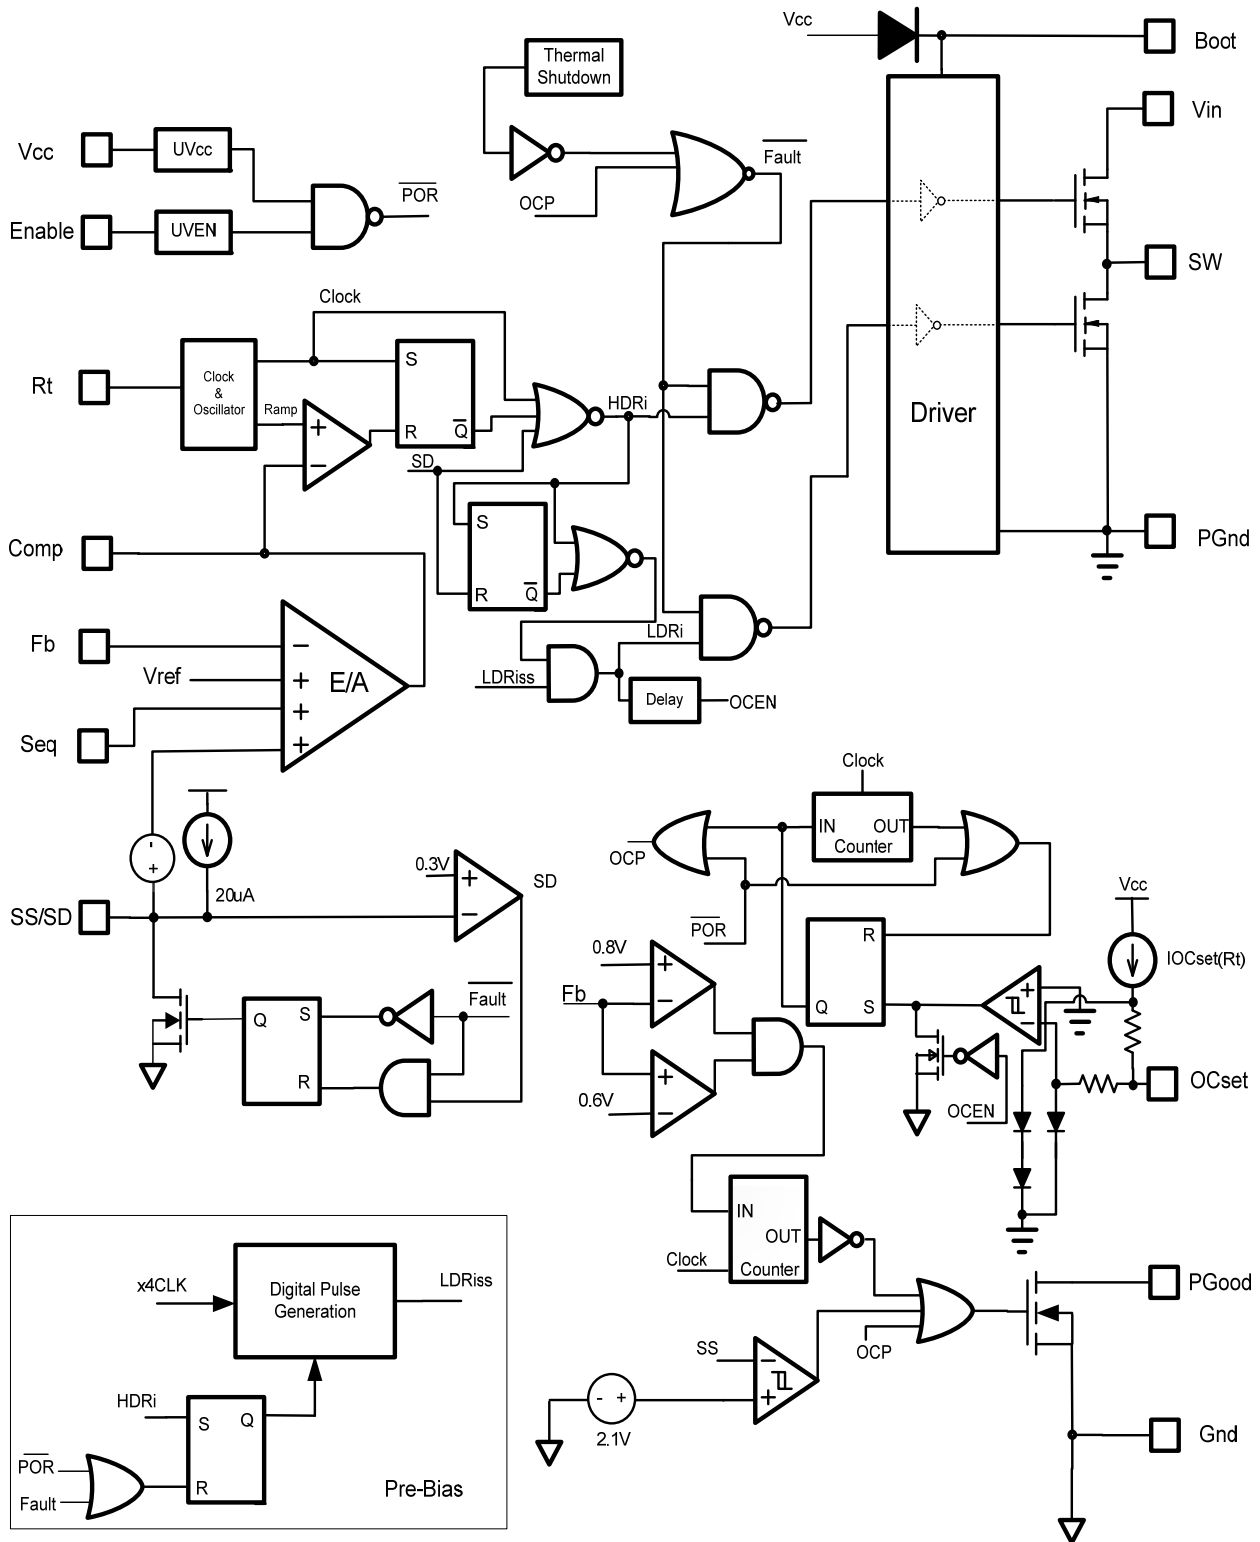 Vcc
Boot
Thermal
Shutdown
Vin
Vcc
UVcc
POR
Fault
OCP
Enable
UVEN
SW
Clock
Rt
Clock
&
Oscillator
Ramp
+
−
S
R
Q
HDRi
SD
Driver
S
R
Q
Comp
PGnd
Fb
−
Vref
+
E/A
+
Seq
+
LDRi
LDRiss
Delay
OCEN
Clock
IN
OUT
Counter
OCP
-
+
20uA
0.3V
+
−
SD
SS/SD
POR
Vcc
IOCset(Rt)
R
Q
S
0.8V
+
Fb
−
+
−
Fault
Q
S
R
+
0.6V
−
OCEN
OCset
IN
OUT
Clock
Counter
x4CLK
Digital Pulse
Generation
LDRiss
PGood
SS
−
+
OCP
HDRi
S
Q
R
-
+
2.1V
Gnd
POR
Fault
Pre-Bias